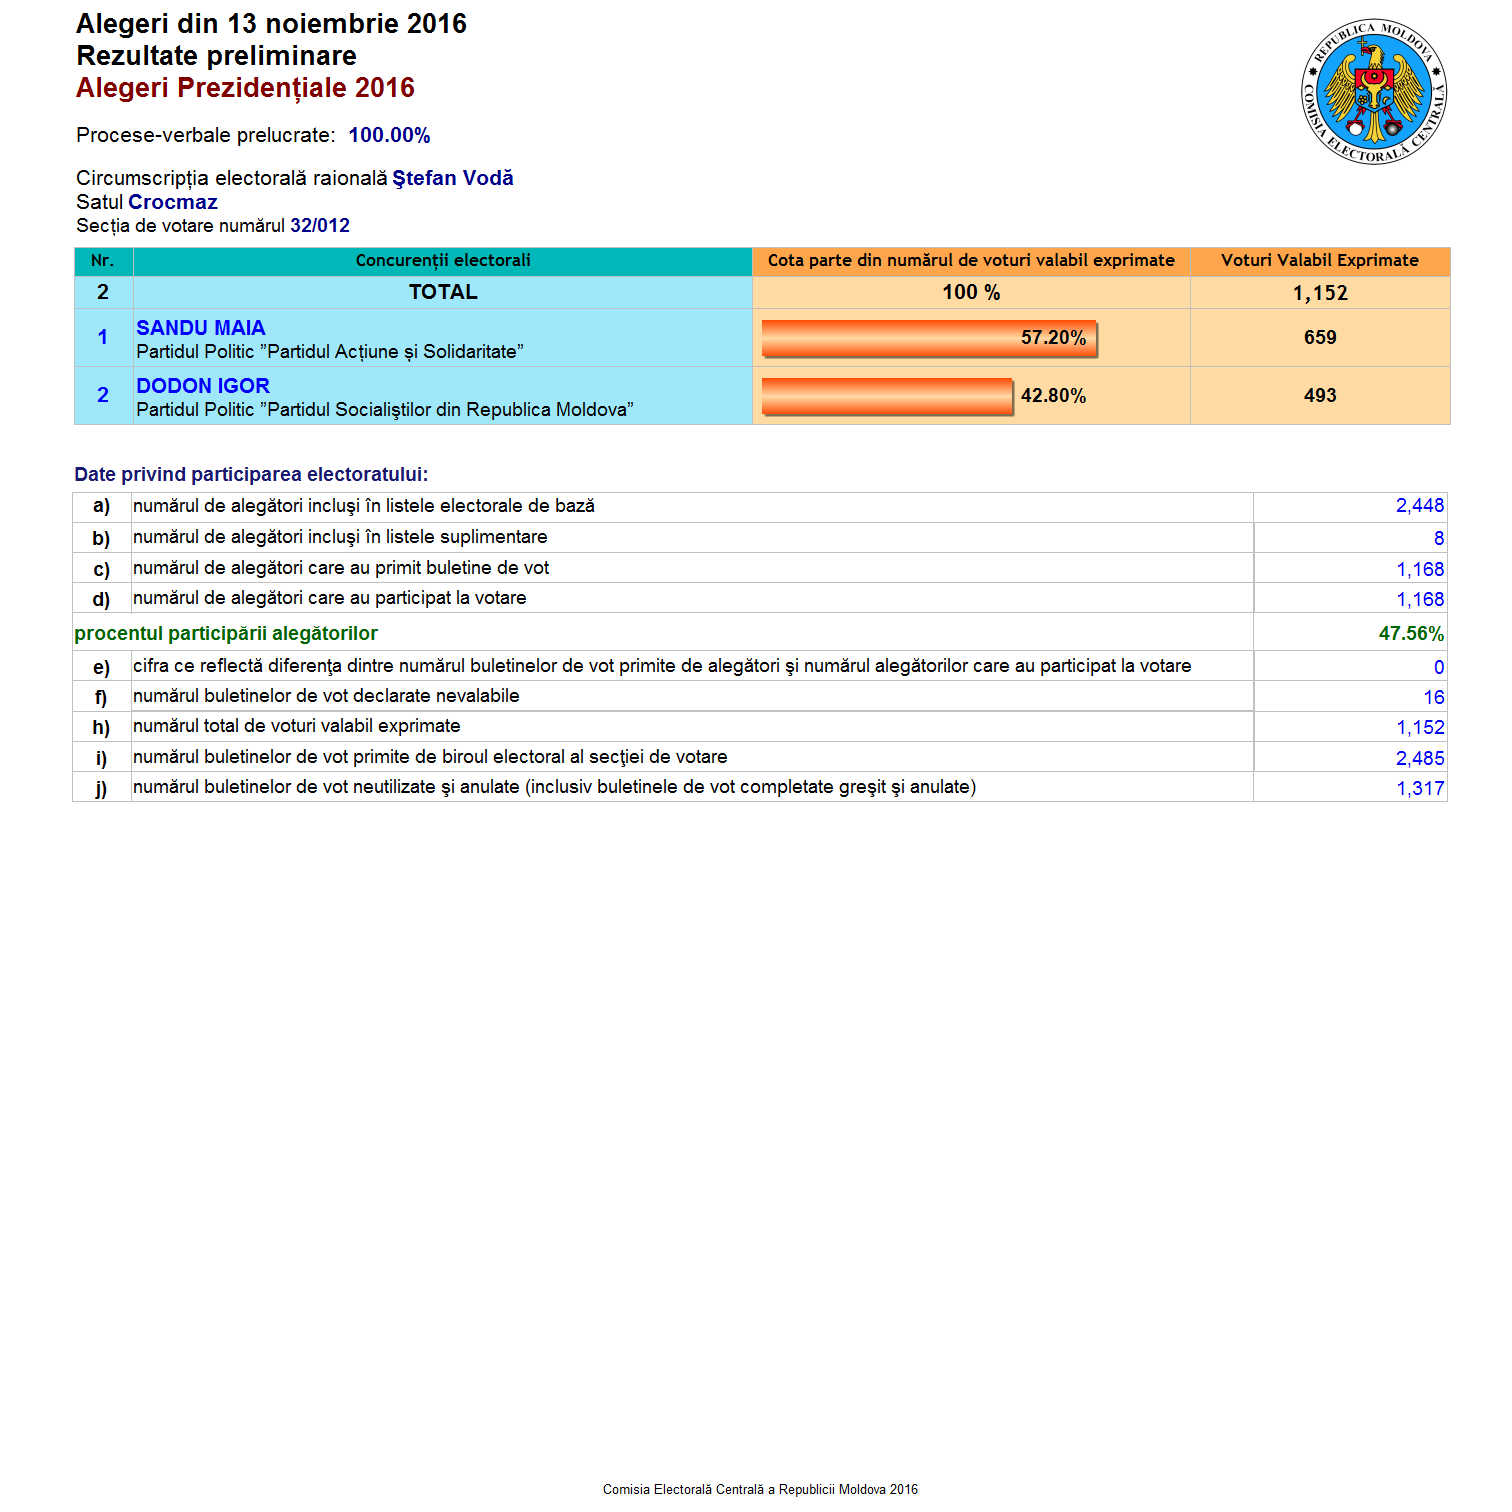 Alegeri din 13 noiembrie 2016
Rezultate preliminare
Alegeri Prezidențiale 2016
Procese-verbale prelucrate: 100.00%
REPUBLICA MOLDOVA
COMISIA ELECTORALĂ CENTRALĂ
Circumscripția electorală raională Ştefan Vodă
Satul Crocmaz
Secția de votare numărul 32/012
Nr. Concurenții electorali Cota parte din numărul de voturi valabil exprimate Voturi Valabil Exprimate
2 TOTAL 100 % 1,152
1 SANDU MAIA 57.20% 659
Partidul Politic ”Partidul Acțiune și Solidaritate”
2 DODON IGOR 42.80% 493
Partidul Politic ”Partidul Socialiştilor din Republica Moldova”
Date privind participarea electoratului:
a) numărul de alegători incluşi în listele electorale de bază 2,448
b) numărul de alegători incluşi în listele suplimentare 8
c) numărul de alegători care au primit buletine de vot 1,168
d) numărul de alegători care au participat la votare 1,168
procentul participării alegătorilor 47.56%
e) cifra ce reflectă diferenţa dintre numărul buletinelor de vot primite de alegători şi numărul alegătorilor care au participat la votare 0
f) numărul buletinelor de vot declarate nevalabile 16
h) numărul total de voturi valabil exprimate 1,152
i) numărul buletinelor de vot primite de biroul electoral al secţiei de votare 2,485
j) numărul buletinelor de vot neutilizate şi anulate (inclusiv buletinele de vot completate greşit şi anulate) 1,317
Comisia Electorală Centrală a Republicii Moldova 2016